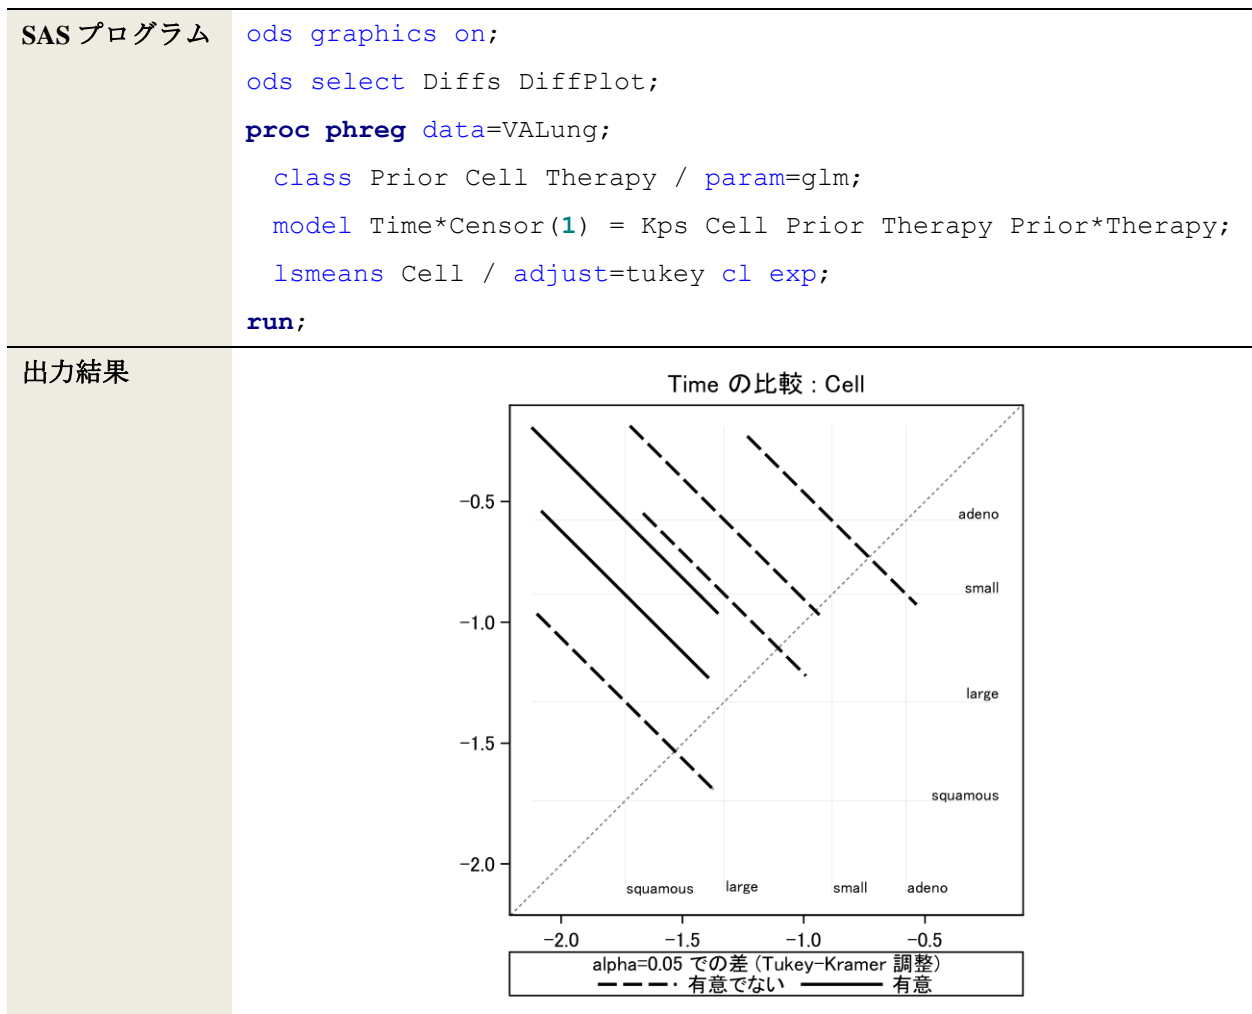 SAS プログラム
ods graphics on;
ods select Diffs DiffPlot;
proc phreg data=VALung;
class Prior Cell Therapy / param=glm;
model Time*Censor(1) = Kps Cell Prior Therapy Prior*Therapy;
lsmeans Cell / adjust=tukey cl exp;
run;
出力結果
Time の比較 : Cell
-0.5
adeno
small
-1.0
large
-1.5
squamous
-2.0
squamous large small adeno
-2.0 -1.5 -1.0 -0.5
alpha=0.05 での差 (Tukey-Kramer 調整)
有意でない 有意